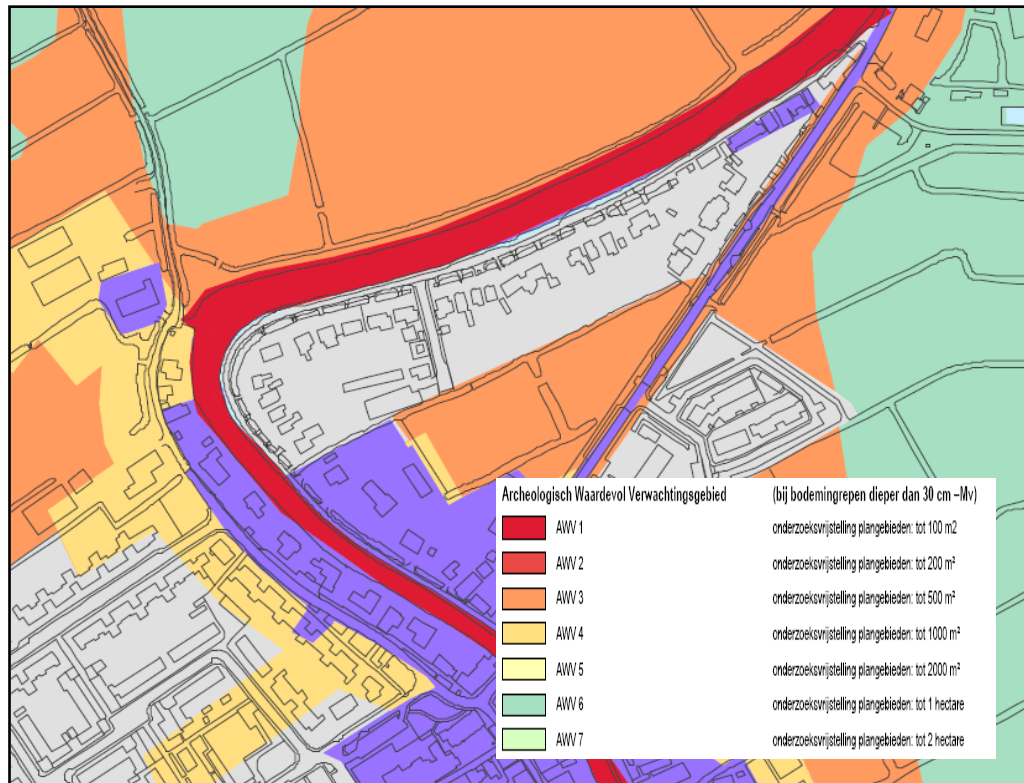 Archeologisch Waardevol Verwachtingsgebied (bij bodemingrepen dieper dan 30 cm –Mv)
AWV 1 onderzoeksvrijstelling plangebieden: tot 100 m2
AWV 2 onderzoeksvrijstelling plangebieden: tot 200 m²
AWV 3 onderzoeksvrijstelling plangebieden: tot 500 m²
AWV 4 onderzoeksvrijstelling plangebieden: tot 1000 m²
AWV 5 onderzoeksvrijstelling plangebieden: tot 2000 m²
AWV 6 onderzoeksvrijstelling plangebieden: tot 1 hectare
AWV 7 onderzoeksvrijstelling plangebieden: tot 2 hectare